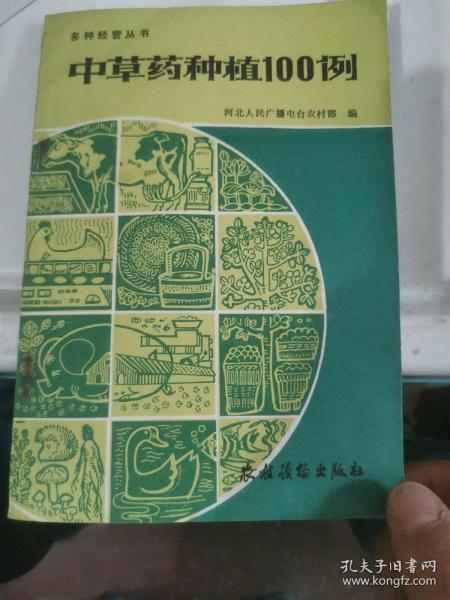 多种经营丛书
中草药种植100例
河北人民广播电台农村部 编
农村读物出版社
孔夫子旧书网
www.kongfz.com